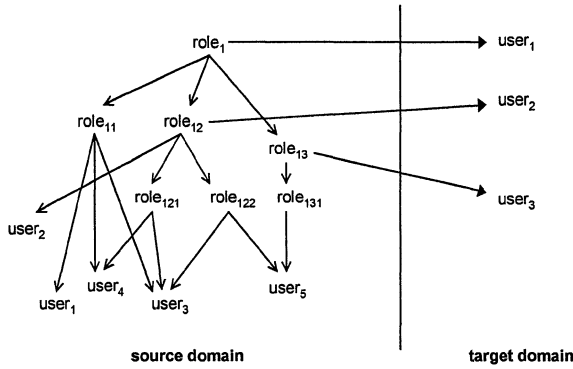 role₁
user₁
user₂
role₁₁
role₁₂
role₁₃
role₁₂₁
role₁₂₂
role₁₃₁
user₃
user₂
user₄
user₃
user₅
user₁
source domain
target domain